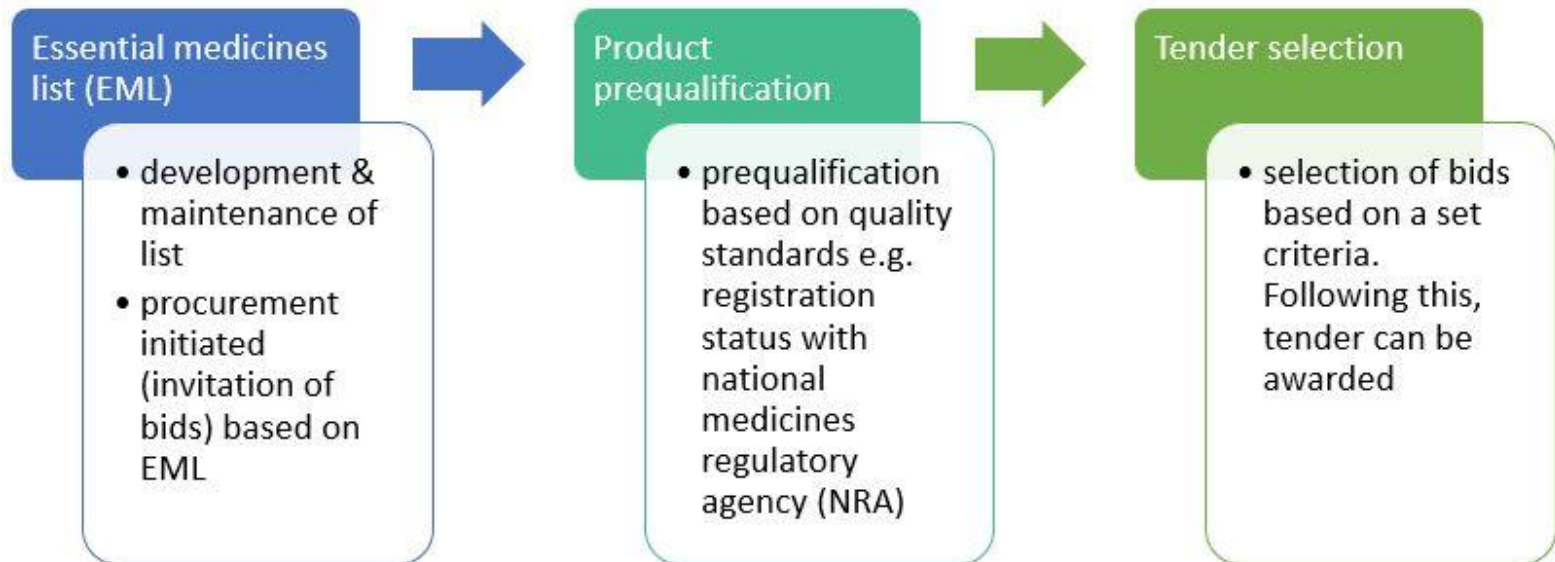 Essential medicines
list (EML)
• development &
maintenance of
list
• procurement
initiated
(invitation of
bids) based on
EML
Product
prequalification
• prequalification
based on quality
standards e.g.
registration
status with
national
medicines
regulatory
agency (NRA)
Tender selection
• selection of bids
based on a set
criteria.
Following this,
tender can be
awarded